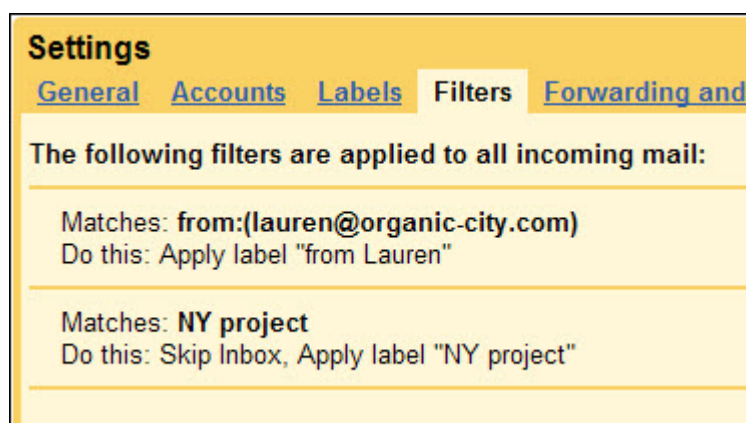 Settings
General Accounts Labels Filters Forwarding and
The following filters are applied to all incoming mail:
Matches: from:(lauren@organic-city.com)
Do this: Apply label "from Lauren"
Matches: NY project
Do this: Skip Inbox, Apply label "NY project"